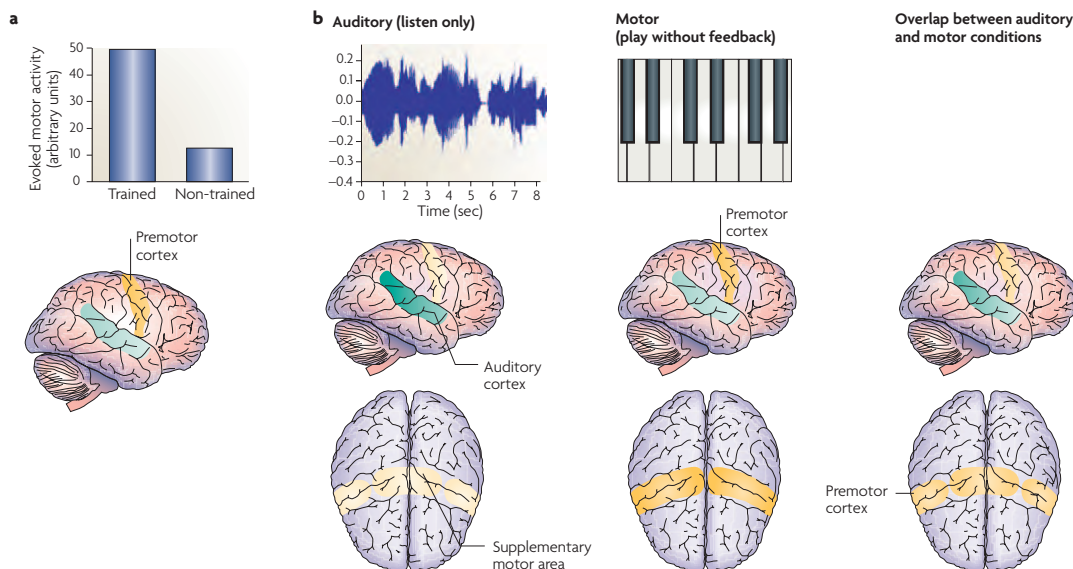 a
Evoked motor activity
(arbitrary units)
50
40
30
20
10
0
Trained
Non-trained
Premotor
cortex
b
Auditory (listen only)
0.2
0.1
0.0
–0.1
–0.2
–0.3
–0.4
0 1 2 3 4 5 6 7 8
Time (sec)
Auditory
cortex
Supplementary
motor area
Motor
(play without feedback)
Premotor
cortex
Overlap between auditory
and motor conditions
Premotor
cortex